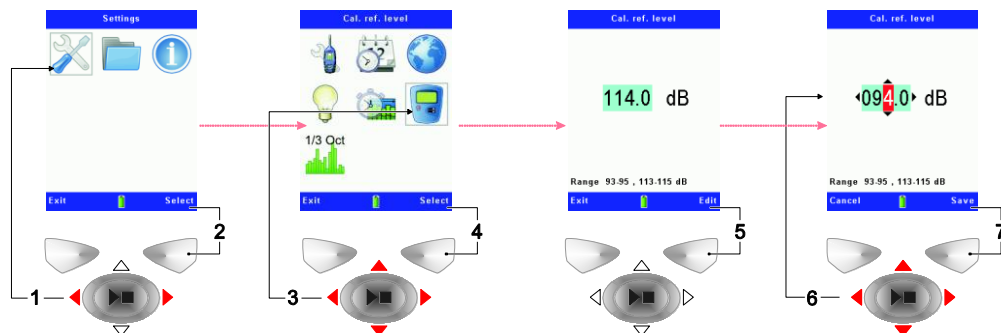 Settings
Exit
Select
1
2
Cal. ref. level
?2
1/3 Oct
Exit
Select
3
4
Cal. ref. level
114.0 dB
Range 93-95 , 113-115 dB
Exit
Edit
5
Cal. ref. level
094.0 dB
Range 93-95 , 113-115 dB
Cancel
Save
6
7